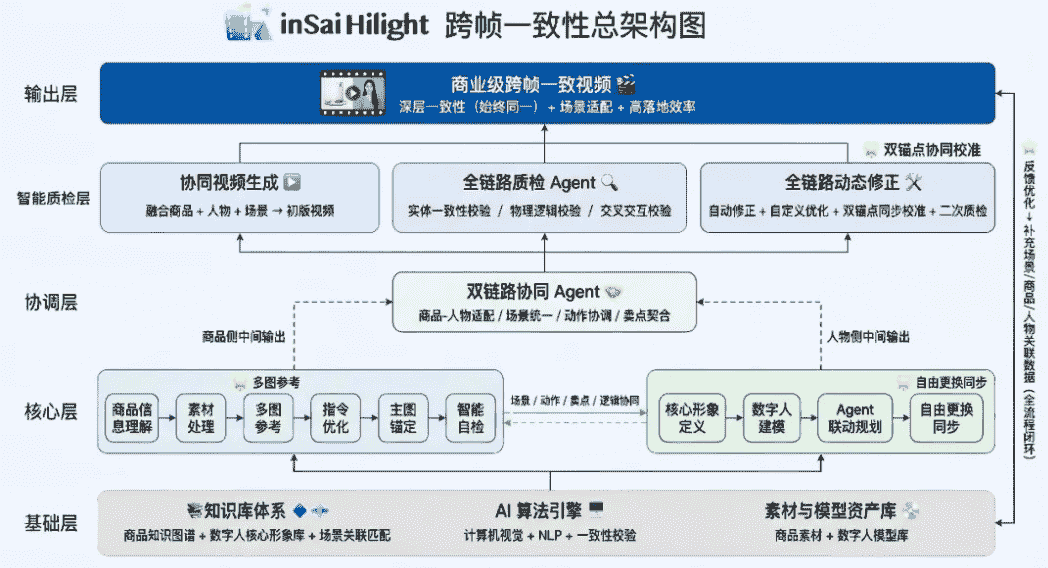 inSai Hilight 跨帧一致性总架构图
输出层
商业级跨帧一致视频
深层一致性（始终同一）+ 场景适配 + 高落地效率
双锚点协同校准
智能质检层
协同视频生成
融合商品 + 人物 + 场景 → 初版视频
全链路质检 Agent
实体一致性校验 / 物理逻辑校验 / 交叉交互校验
全链路动态修正
自动修正 + 自定义优化 + 双锚点同步校准 + 二次质检
协调层
双链路协同 Agent
商品-人物适配 / 场景统一 / 动作协调 / 卖点契合
商品侧中间输出
人物侧中间输出
核心层
多图参考
商品信
息理解
素材
处理
多图
参考
指令
优化
主图
锚定
智能
自检
场景 / 动作 / 卖点 / 逻辑协同
自由更换同步
核心形象
定义
数字人
建模
Agent
联动规划
自由更换
同步
基础层
知识库体系
商品知识图谱 + 数字人核心形象库 + 场景关联匹配
AI 算法引擎
计算机视觉 + NLP + 一致性校验
素材与模型资产库
商品素材 + 数字人模型库
反馈优化 → 补充场景/商品/人物关联数据（全流程闭环）